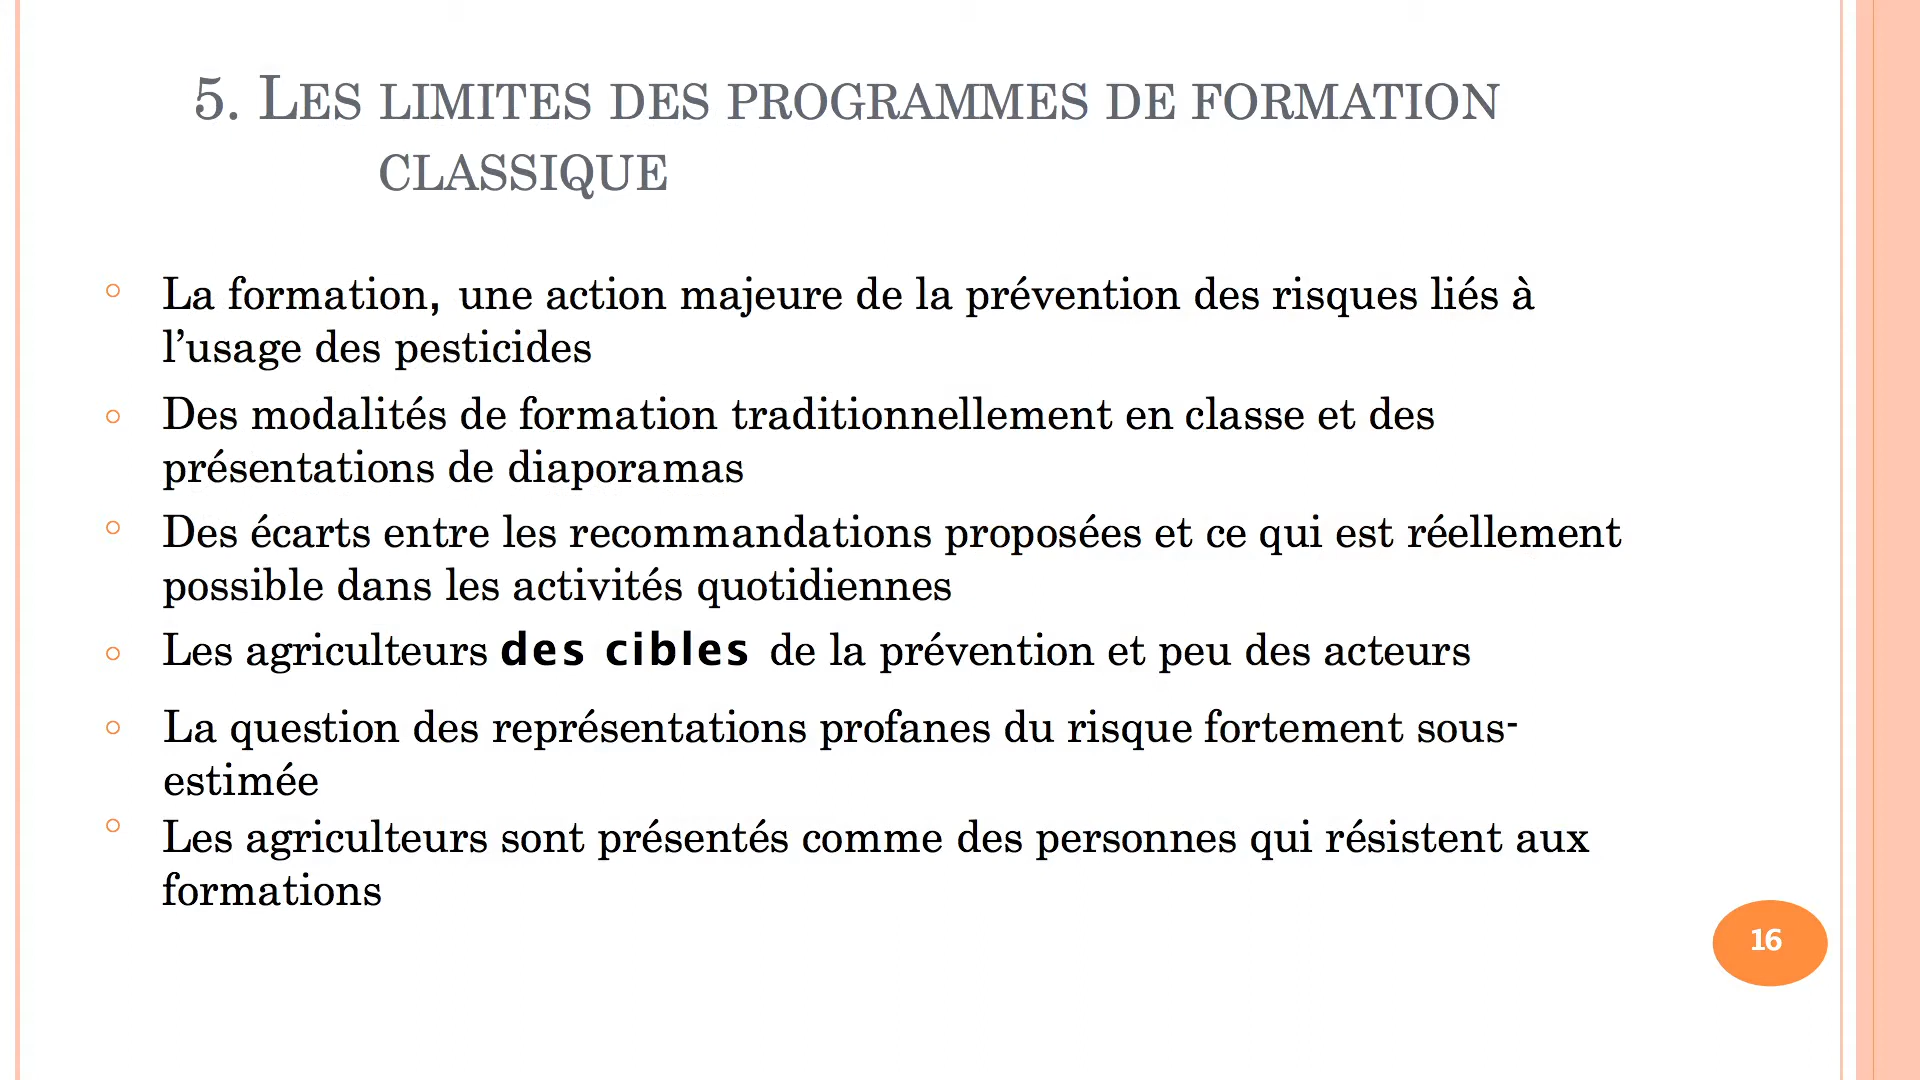 5. Les limites des programmes de formation
classique
La formation, une action majeure de la prévention des risques liés à
l’usage des pesticides
Des modalités de formation traditionnellement en classe et des
présentations de diaporamas
Des écarts entre les recommandations proposées et ce qui est réellement
possible dans les activités quotidiennes
Les agriculteurs des cibles de la prévention et peu des acteurs
La question des représentations profanes du risque fortement sous-
estimée
Les agriculteurs sont présentés comme des personnes qui résistent aux
formations
16